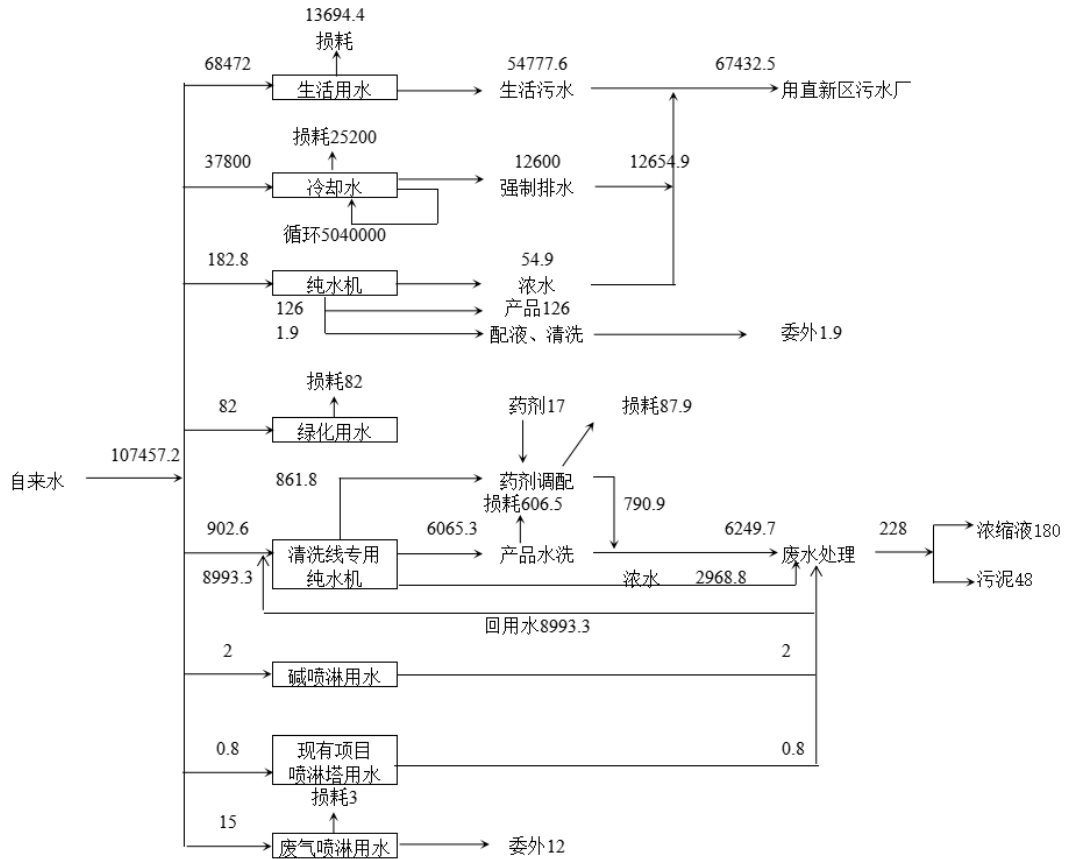 13694.4
损耗
68472
54777.6
67432.5
生活用水
生活污水
甪直新区污水厂
损耗25200
37800
12600
12654.9
冷却水
强制排水
循环5040000
182.8
54.9
纯水机
浓水
126
产品126
1.9
配液、清洗
委外1.9
损耗82
82
药剂17
损耗87.9
绿化用水
107457.2
自来水
861.8
药剂调配
损耗606.5
790.9
902.6
6065.3
6249.7
228
浓缩液180
清洗线专用
纯水机
产品水洗
废水处理
8993.3
浓水
2968.8
污泥48
回用水8993.3
2
2
碱喷淋用水
0.8
现有项目
喷淋塔用水
0.8
损耗3
15
废气喷淋用水
委外12